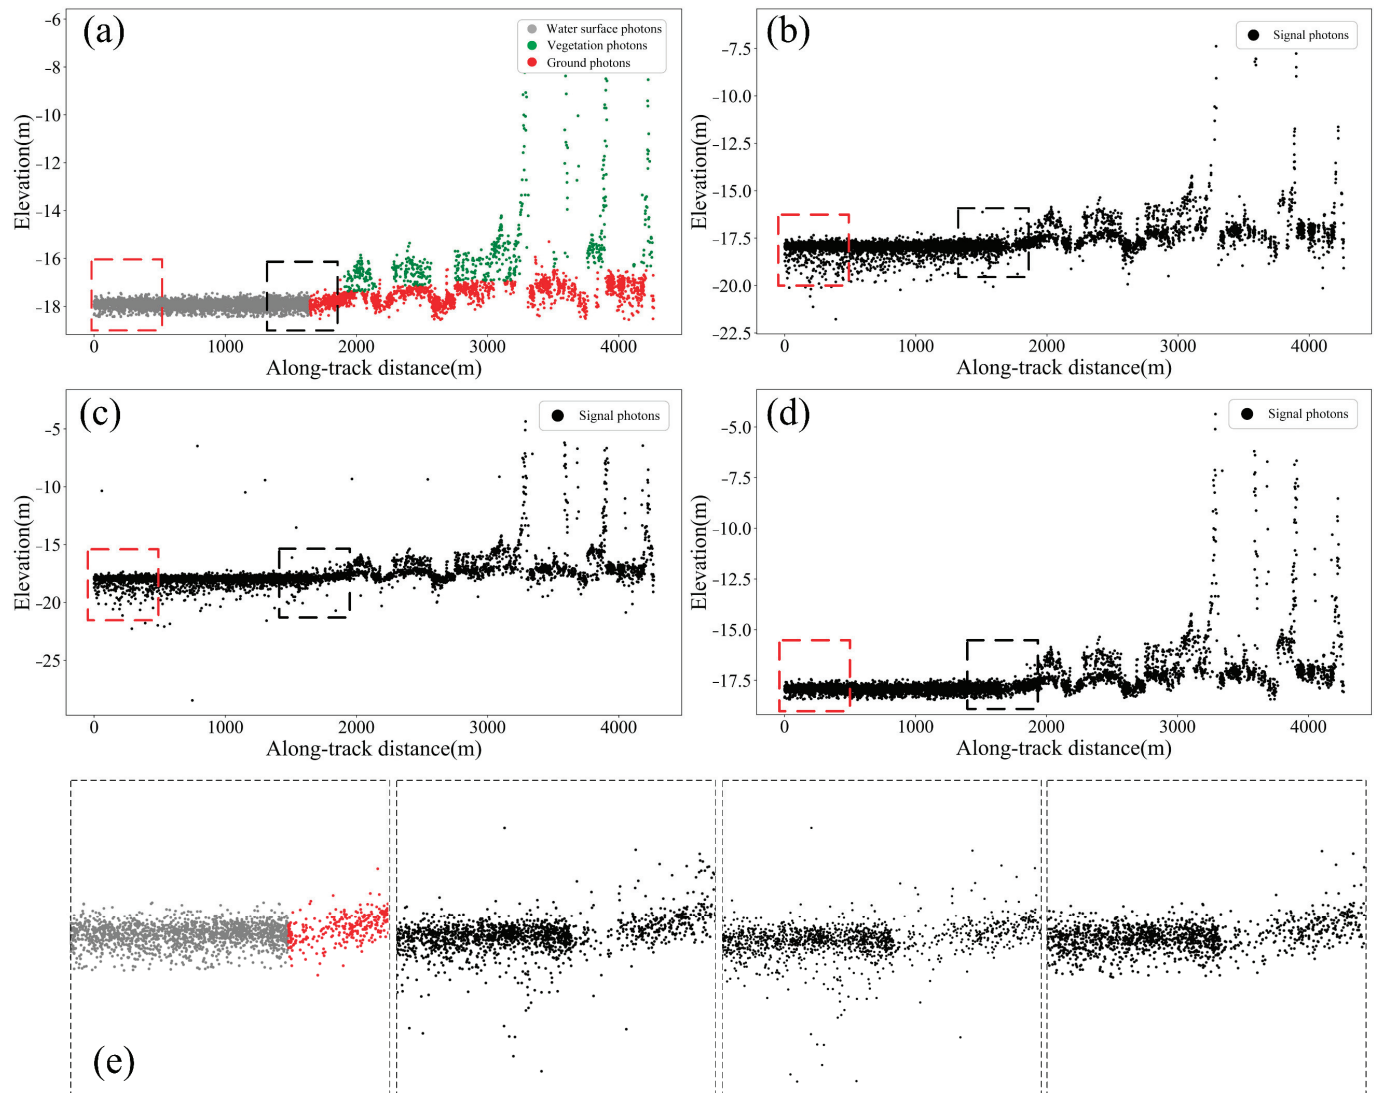 (a)
Water surface photons
Vegetation photons
Ground photons
−6
−8
−10
−12
−14
−16
−18
Elevation(m)
0 1000 2000 3000 4000
Along-track distance(m)
(b)
Signal photons
−7.5
−10.0
−12.5
−15.0
−17.5
−20.0
−22.5
Elevation(m)
0 1000 2000 3000 4000
Along-track distance(m)
(c)
Signal photons
−5
−10
−15
−20
−25
Elevation(m)
0 1000 2000 3000 4000
Along-track distance(m)
(d)
Signal photons
−5.0
−7.5
−10.0
−12.5
−15.0
−17.5
Elevation(m)
0 1000 2000 3000 4000
Along-track distance(m)
(e)